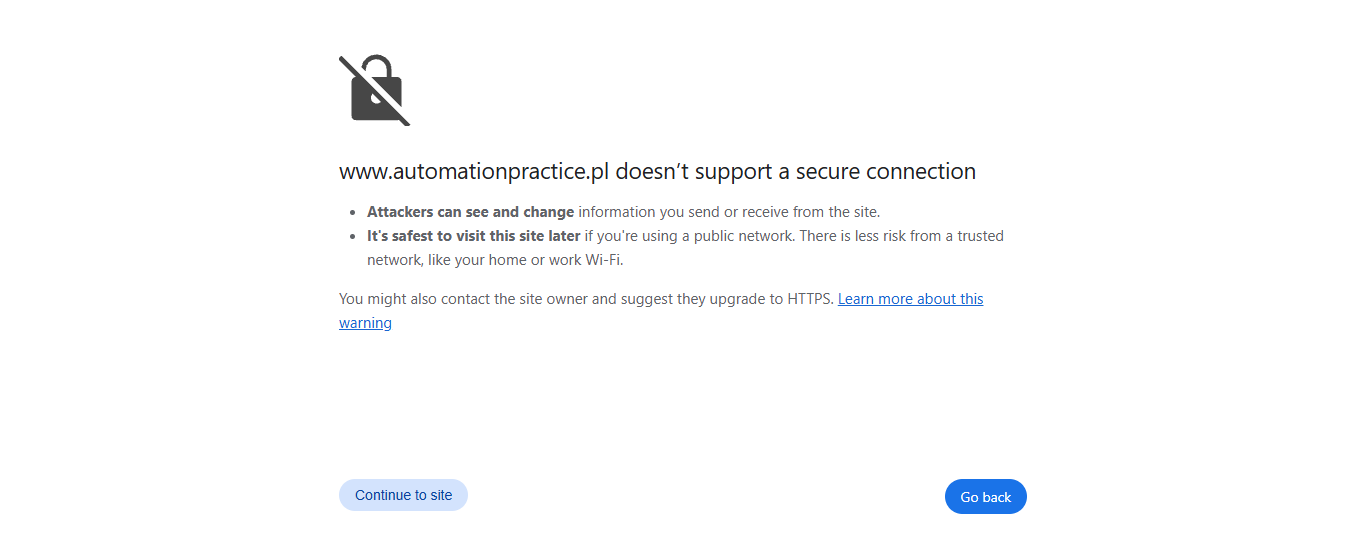 www.automationpractice.pl doesn’t support a secure connection
Attackers can see and change information you send or receive from the site.
It's safest to visit this site later if you're using a public network. There is less risk from a trusted
network, like your home or work Wi-Fi.
You might also contact the site owner and suggest they upgrade to HTTPS. Learn more about this
warning
Continue to site
Go back